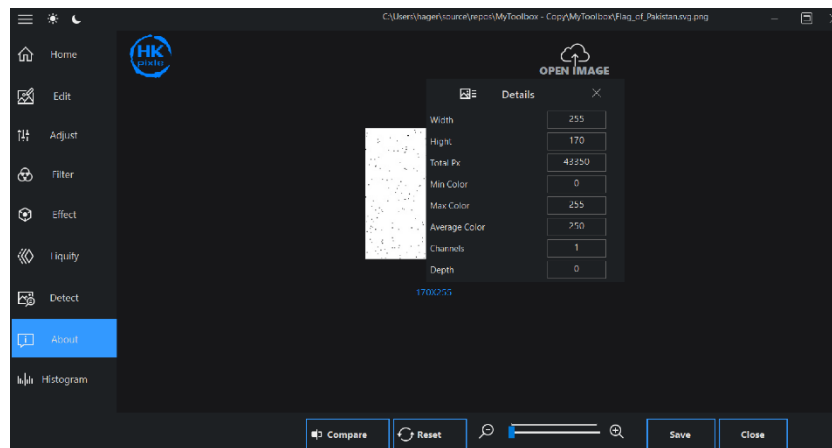 C:\Users\hager\source\repos\MyToolbox - Copy\MyToolbox\Flag_of_Pakistan.svg.png
Home
HK
pixla
OPEN IMAGE
Edit
Details
Width 255
Hight 170
Adjust
Total Px 43350
Filter
Min Color 0
Max Color 255
Effect
Average Color 250
Channels 1
Liquify
Depth 0
Detect
170X255
About
Histogram
Compare
Reset
Save
Close